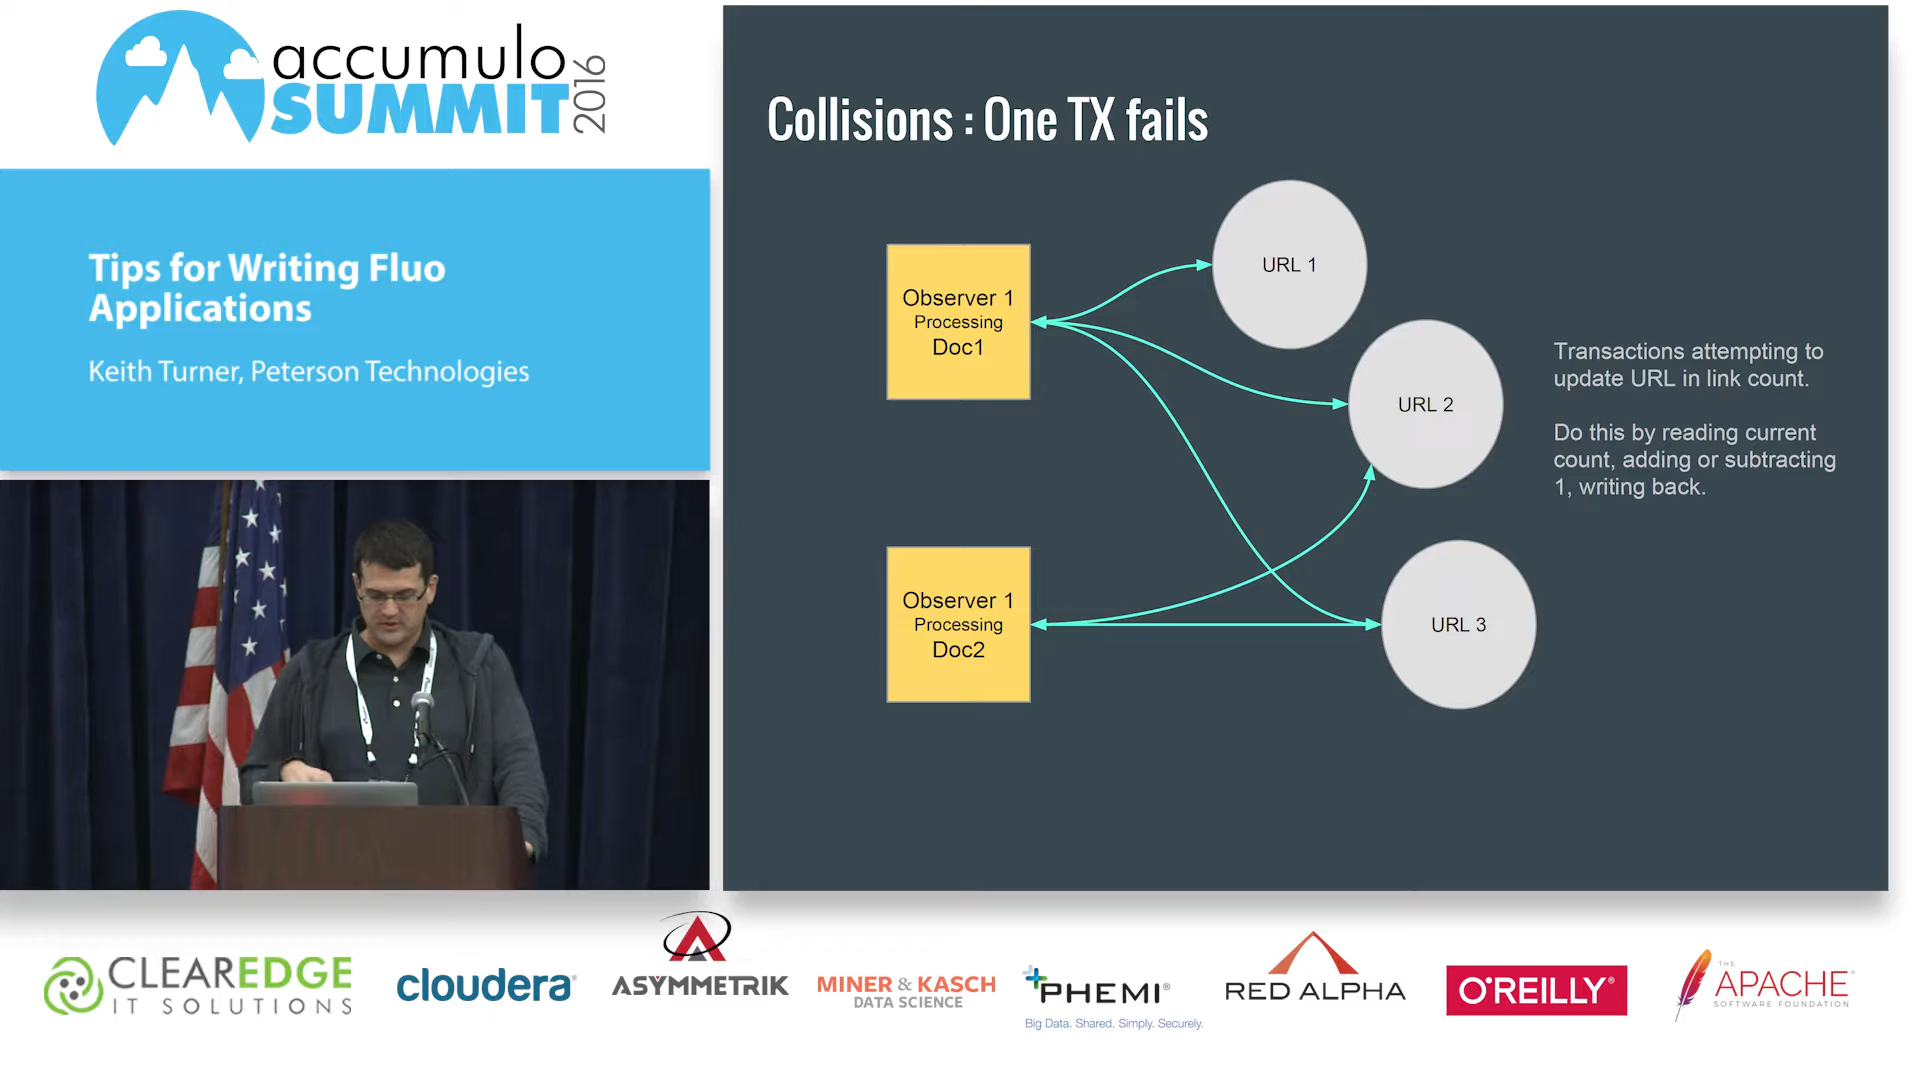 accumulo
SUMMIT
2016
Tips for Writing Fluo
Applications
Keith Turner, Peterson Technologies
Collisions : One TX fails
Observer 1
Processing
Doc1
URL 1
URL 2
Transactions attempting to
update URL in link count.
Do this by reading current
count, adding or subtracting
1, writing back.
Observer 1
Processing
Doc2
URL 3
CLEAREDGE
IT SOLUTIONS
cloudera
ASYMMETRIK
MINER & KASCH
DATA SCIENCE
PHEMI®
Big Data. Shared. Simply. Securely.
RED ALPHA
O'REILLY®
THE
APACHE
SOFTWARE FOUNDATION